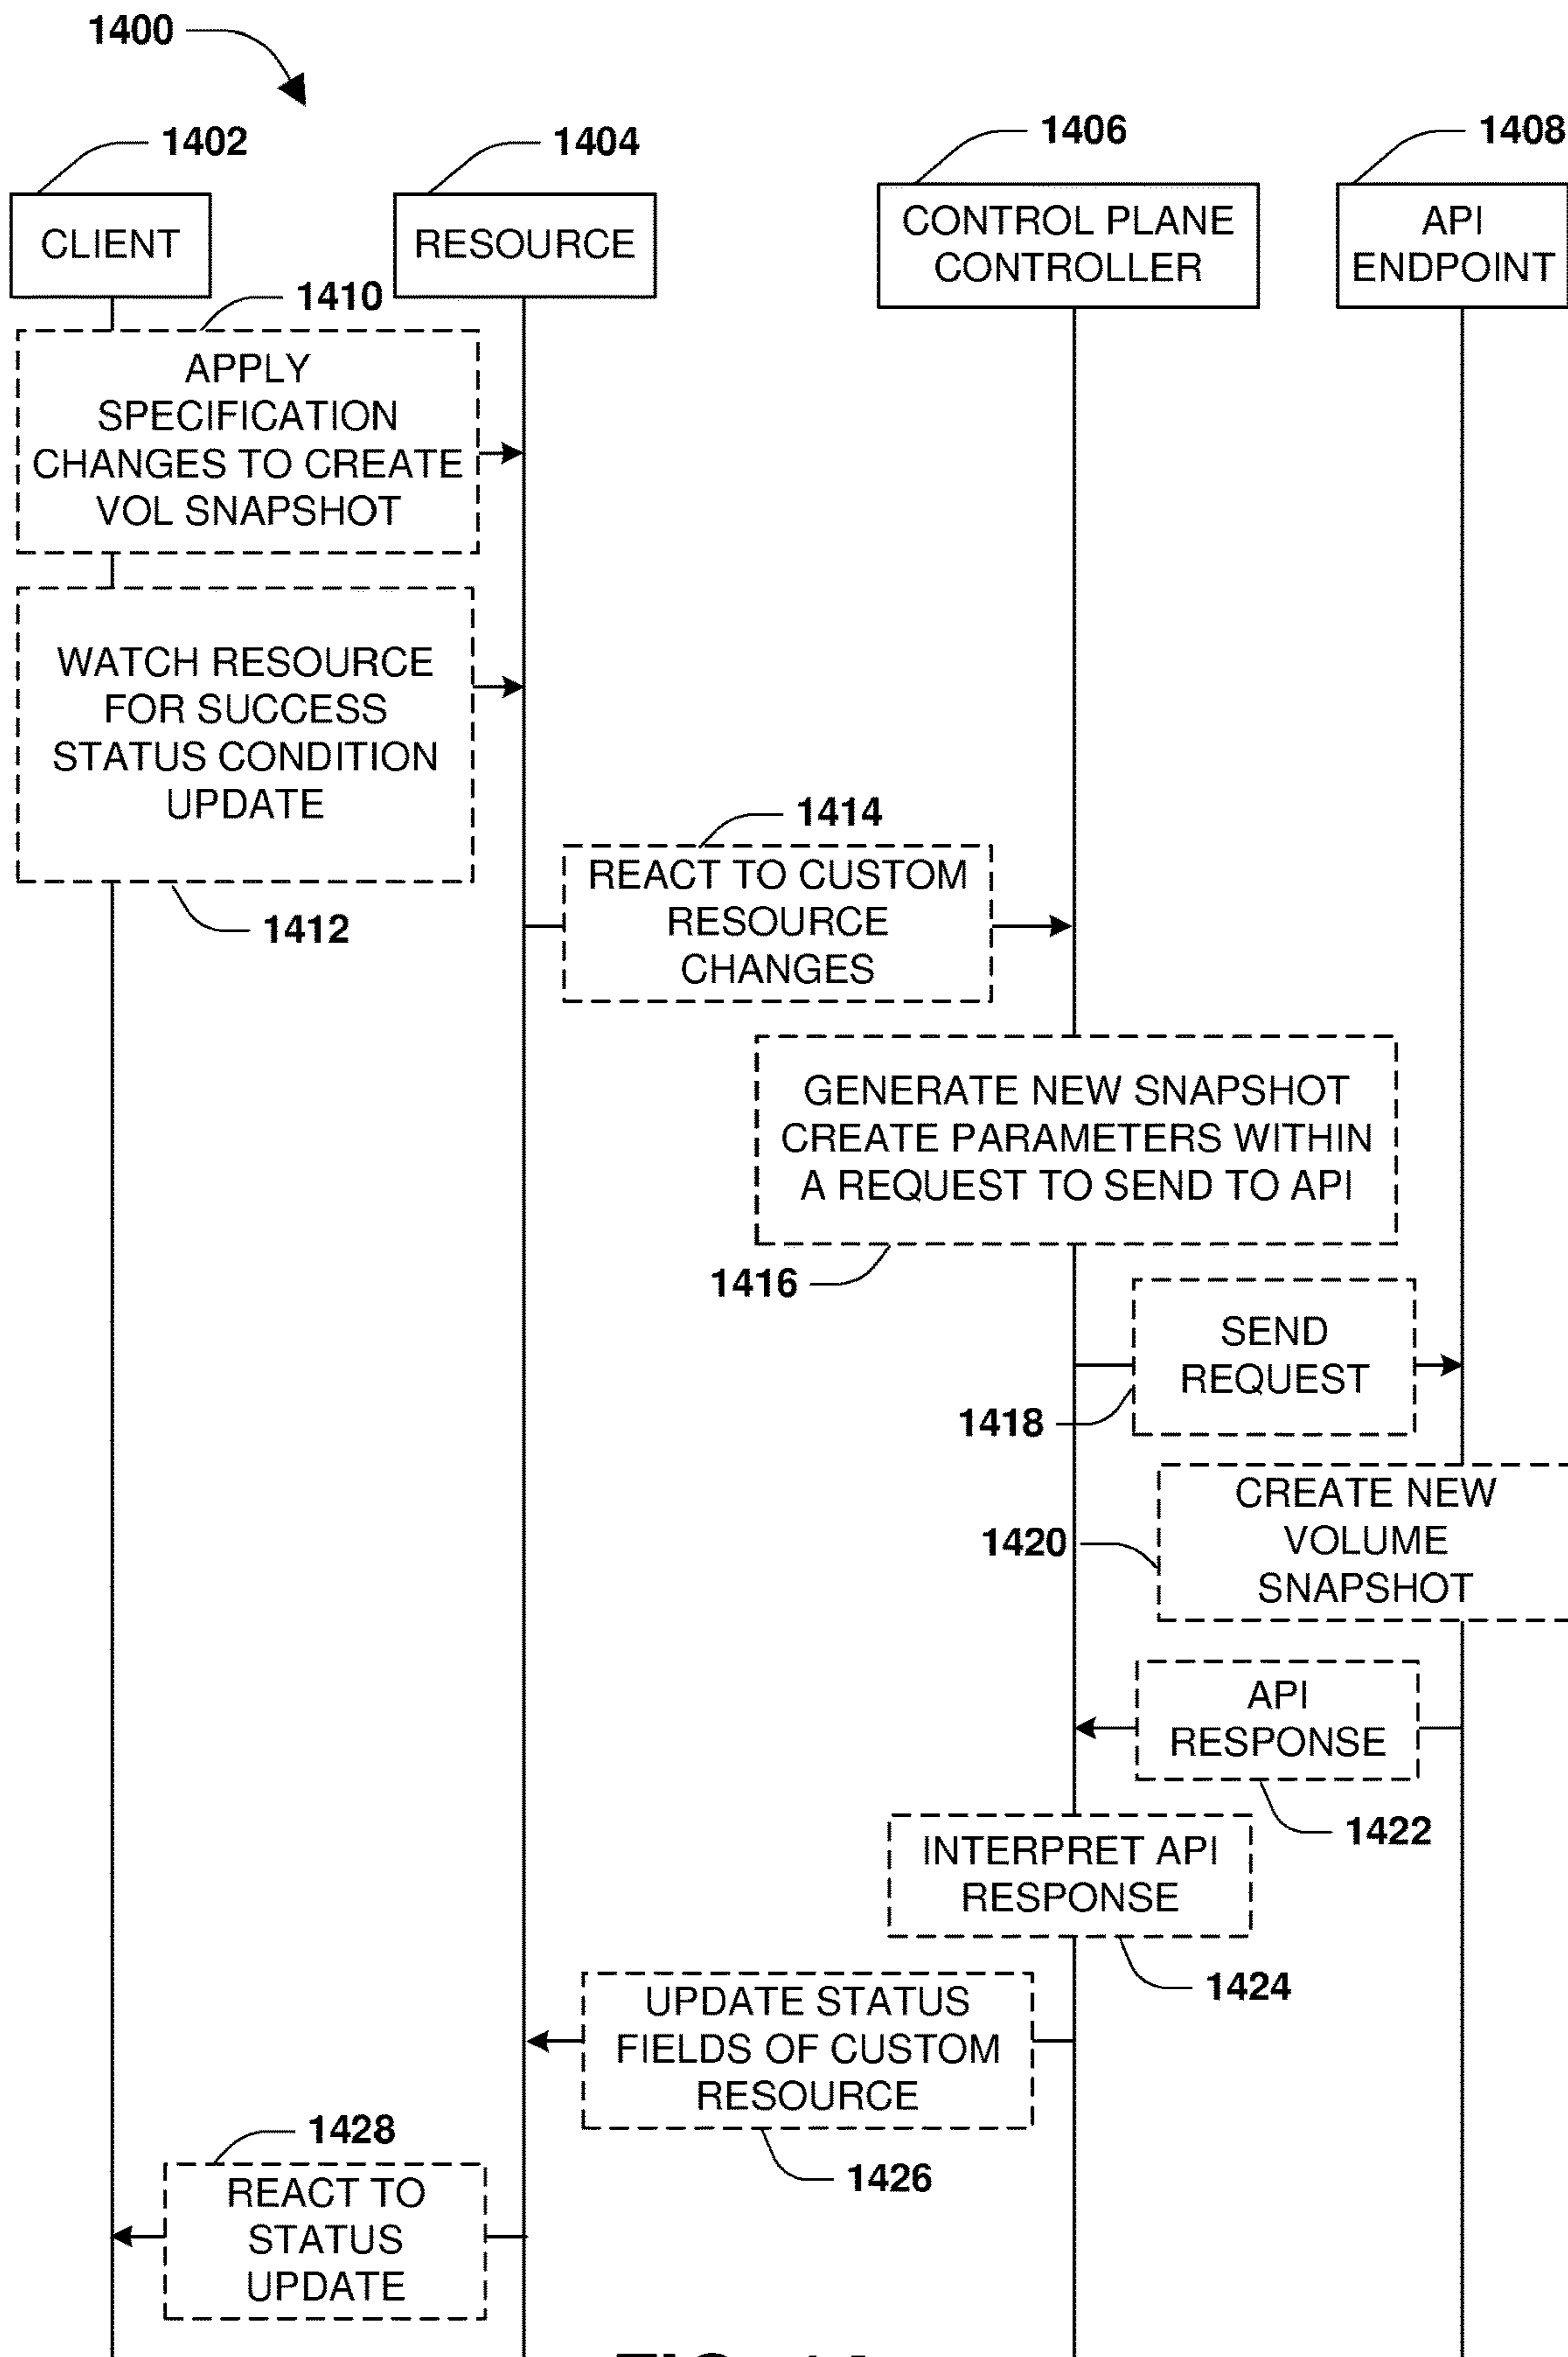 1400
1402
1404
1406
1408
CLIENT
RESOURCE
CONTROL PLANE
CONTROLLER
API
ENDPOINT
1410
APPLY
SPECIFICATION
CHANGES TO CREATE
VOL SNAPSHOT
WATCH RESOURCE
FOR SUCCESS
STATUS CONDITION
UPDATE
1412
1414
REACT TO CUSTOM
RESOURCE
CHANGES
GENERATE NEW SNAPSHOT
CREATE PARAMETERS WITHIN
A REQUEST TO SEND TO API
1416
SEND
REQUEST
1418
CREATE NEW
VOLUME
SNAPSHOT
1420
API
RESPONSE
1422
INTERPRET API
RESPONSE
1424
UPDATE STATUS
FIELDS OF CUSTOM
RESOURCE
1426
1428
REACT TO
STATUS
UPDATE